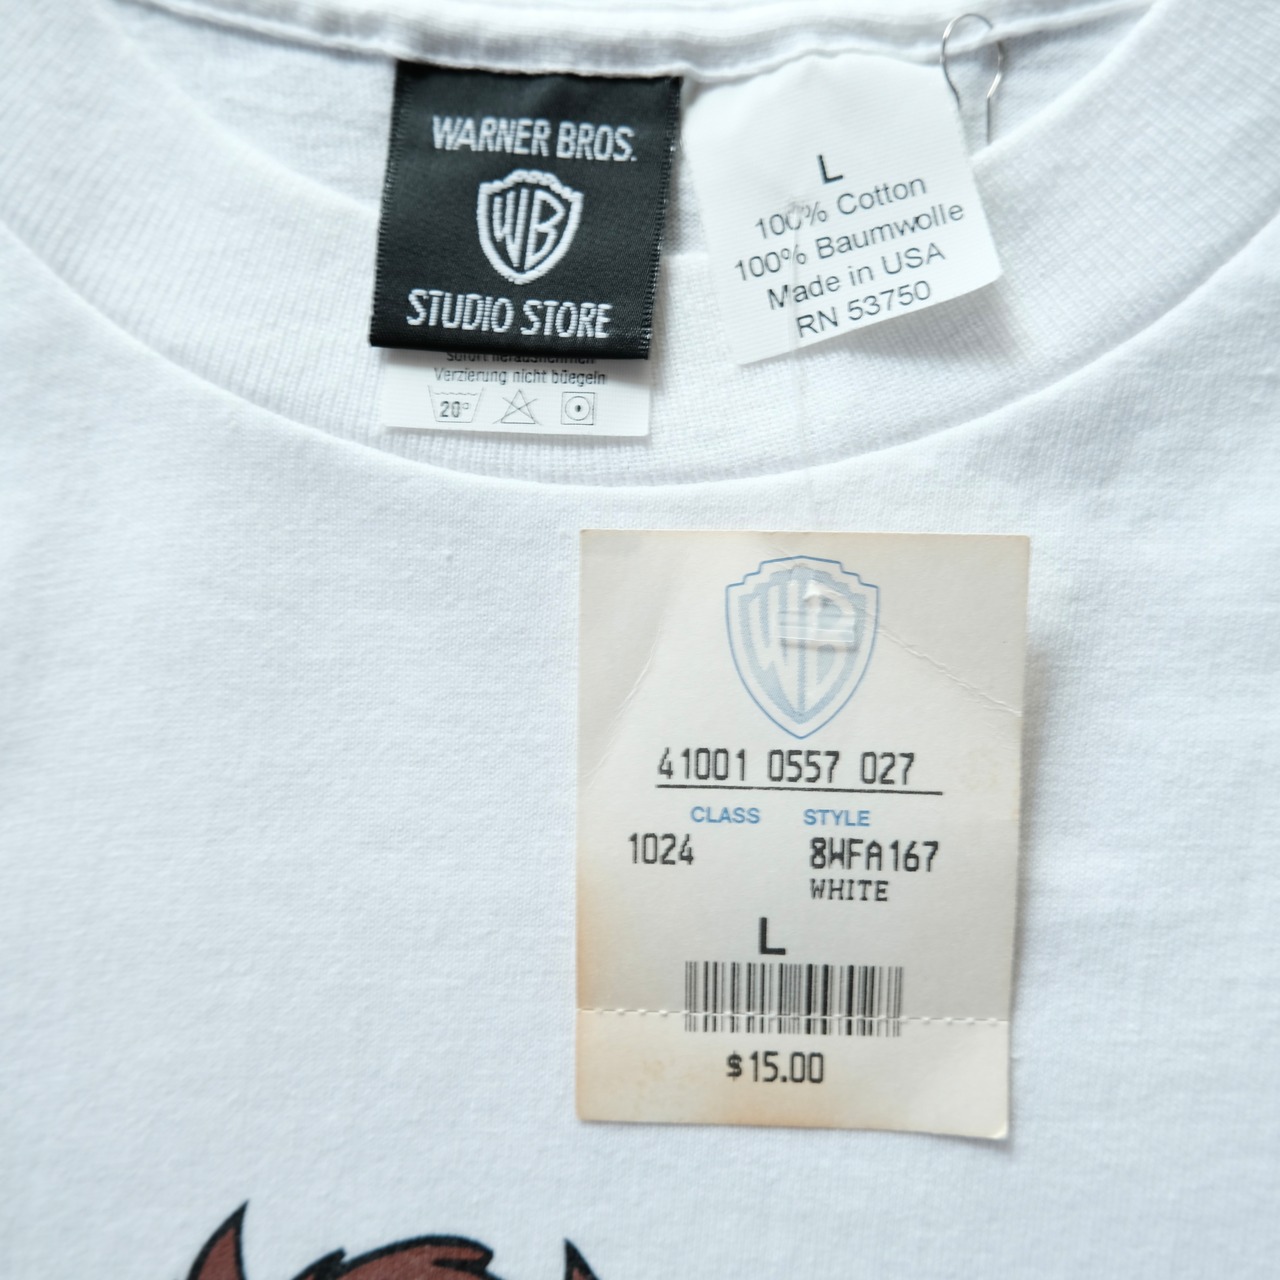 WARNER BROS.
WB
STUDIO STORE
Verzierung nicht büegeln
20°
L
100% Cotton
100% Baumwolle
Made in USA
RN 53750
WB
41001 0557 027
CLASS STYLE
1024 8WFA167
WHITE
L
$15.00